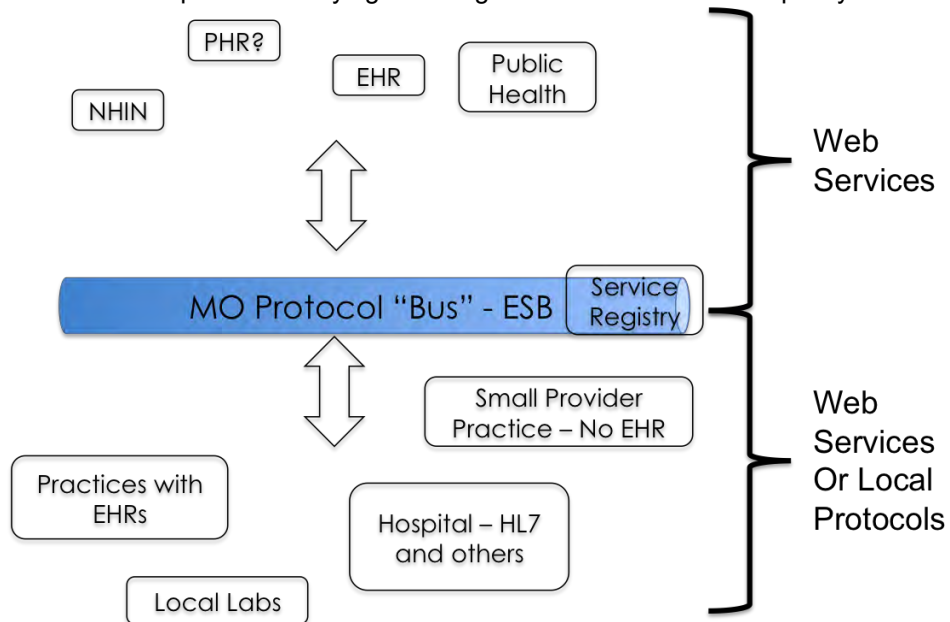 PHR?
EHR
Public
Health
NHIN
Web
Services
MO Protocol “Bus” - ESB
Service
Registry
Small Provider
Practice – No EHR
Web
Services
Or Local
Protocols
Practices with
EHRs
Hospital – HL7
and others
Local Labs